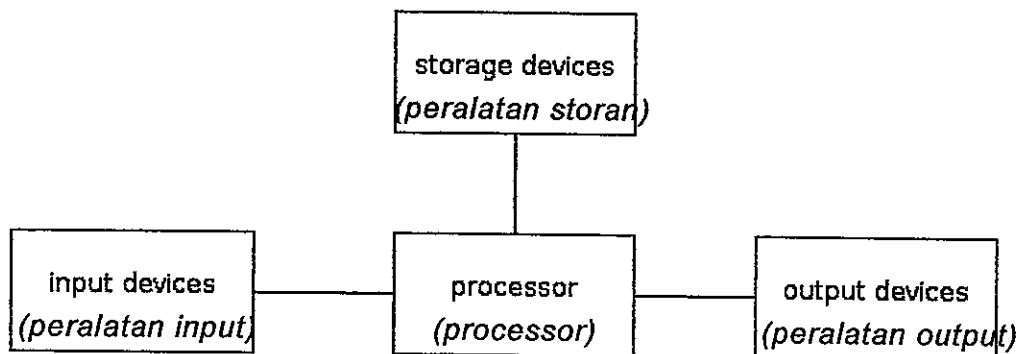 storage devices
(peralatan storan)
input devices
(peralatan input)
processor
(processor)
output devices
(peralatan output)